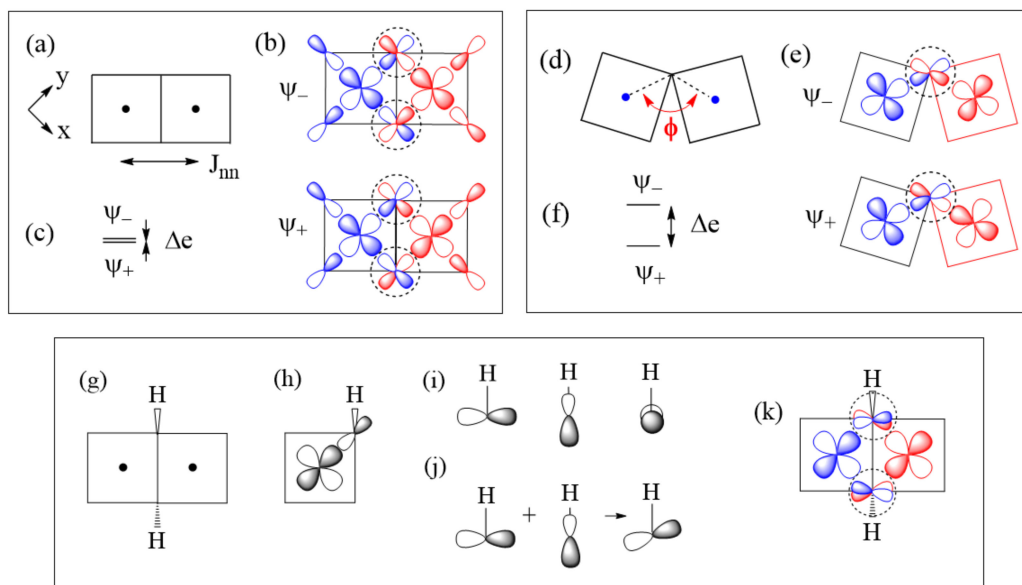 (a)
y
x
J_nn
(b)
Ψ_-
Ψ_+
(c)
Ψ_-
Ψ_+
Δe
(d)
ϕ
(e)
Ψ_-
Ψ_+
(f)
Ψ_-
Ψ_+
Δe
(g)
H
H
(h)
H
(i)
H
H
H
(j)
H
+
H
H
(k)
H
H